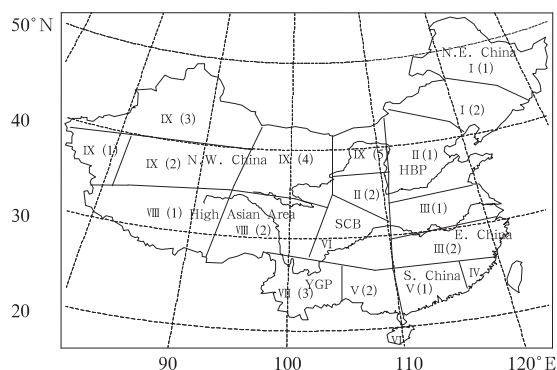 50°N
N.E. China
I (1)
40
IX (3)
I (2)
IX (1)
IX (2)
N.W. China
IX (4)
IX (5)
II (1)
HBP
30
VIII (1)
High Asian Area
VIII (2)
II (2)
SCB
VI
III (1)
E. China
III (2)
20
VIII (3)
YGP
V (2)
S. China
V (1)
IV
90
100
110
120°E